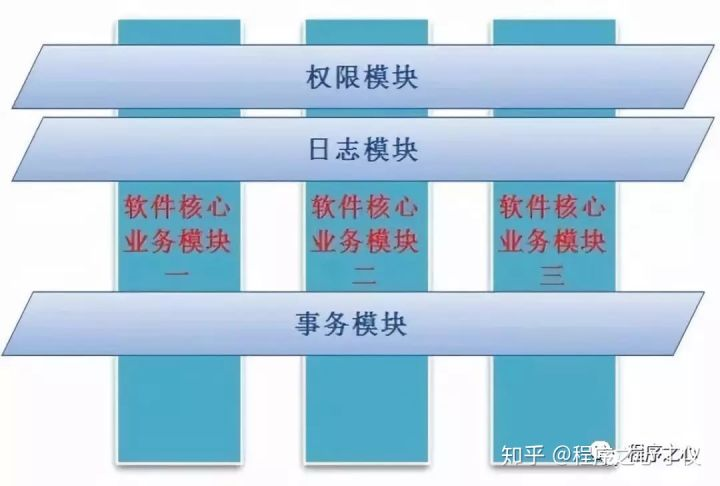 权限模块
日志模块
软件核心
业务模块
一
软件核心
业务模块
二
软件核心
业务模块
三
事务模块
程序之心
知乎 @程序之心丁仪